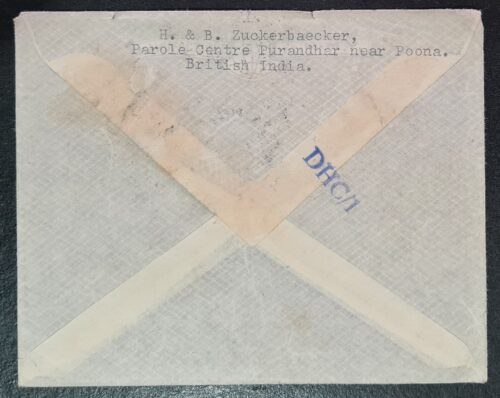 H. & B. Zuckerbaecker,
Parole Centre Purandhar near Poona.
British India.
DHC/1